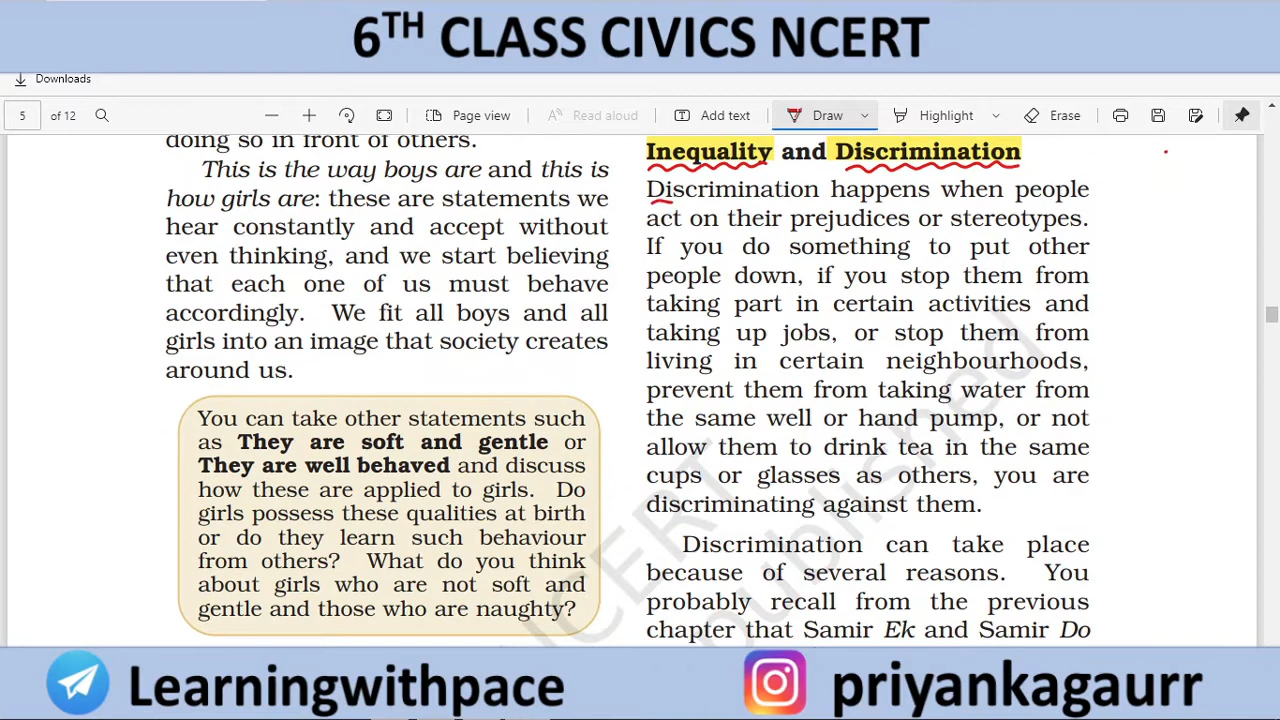 6TH CLASS CIVICS NCERT
Downloads
5 of 12
Page view
Read aloud
Add text
Draw
Highlight
Erase
doing so in front of others.
This is the way boys are and this is
how girls are: these are statements we
hear constantly and accept without
even thinking, and we start believing
that each one of us must behave
accordingly. We fit all boys and all
girls into an image that society creates
around us.
You can take other statements such
as They are soft and gentle or
They are well behaved and discuss
how these are applied to girls. Do
girls possess these qualities at birth
or do they learn such behaviour
from others? What do you think
about girls who are not soft and
gentle and those who are naughty?
Inequality and Discrimination
Discrimination happens when people
act on their prejudices or stereotypes.
If you do something to put other
people down, if you stop them from
taking part in certain activities and
taking up jobs, or stop them from
living in certain neighbourhoods,
prevent them from taking water from
the same well or hand pump, or not
allow them to drink tea in the same
cups or glasses as others, you are
discriminating against them.
Discrimination can take place
because of several reasons. You
probably recall from the previous
chapter that Samir Ek and Samir Do
NCERT
published
Learningwithpace
priyankagaurr